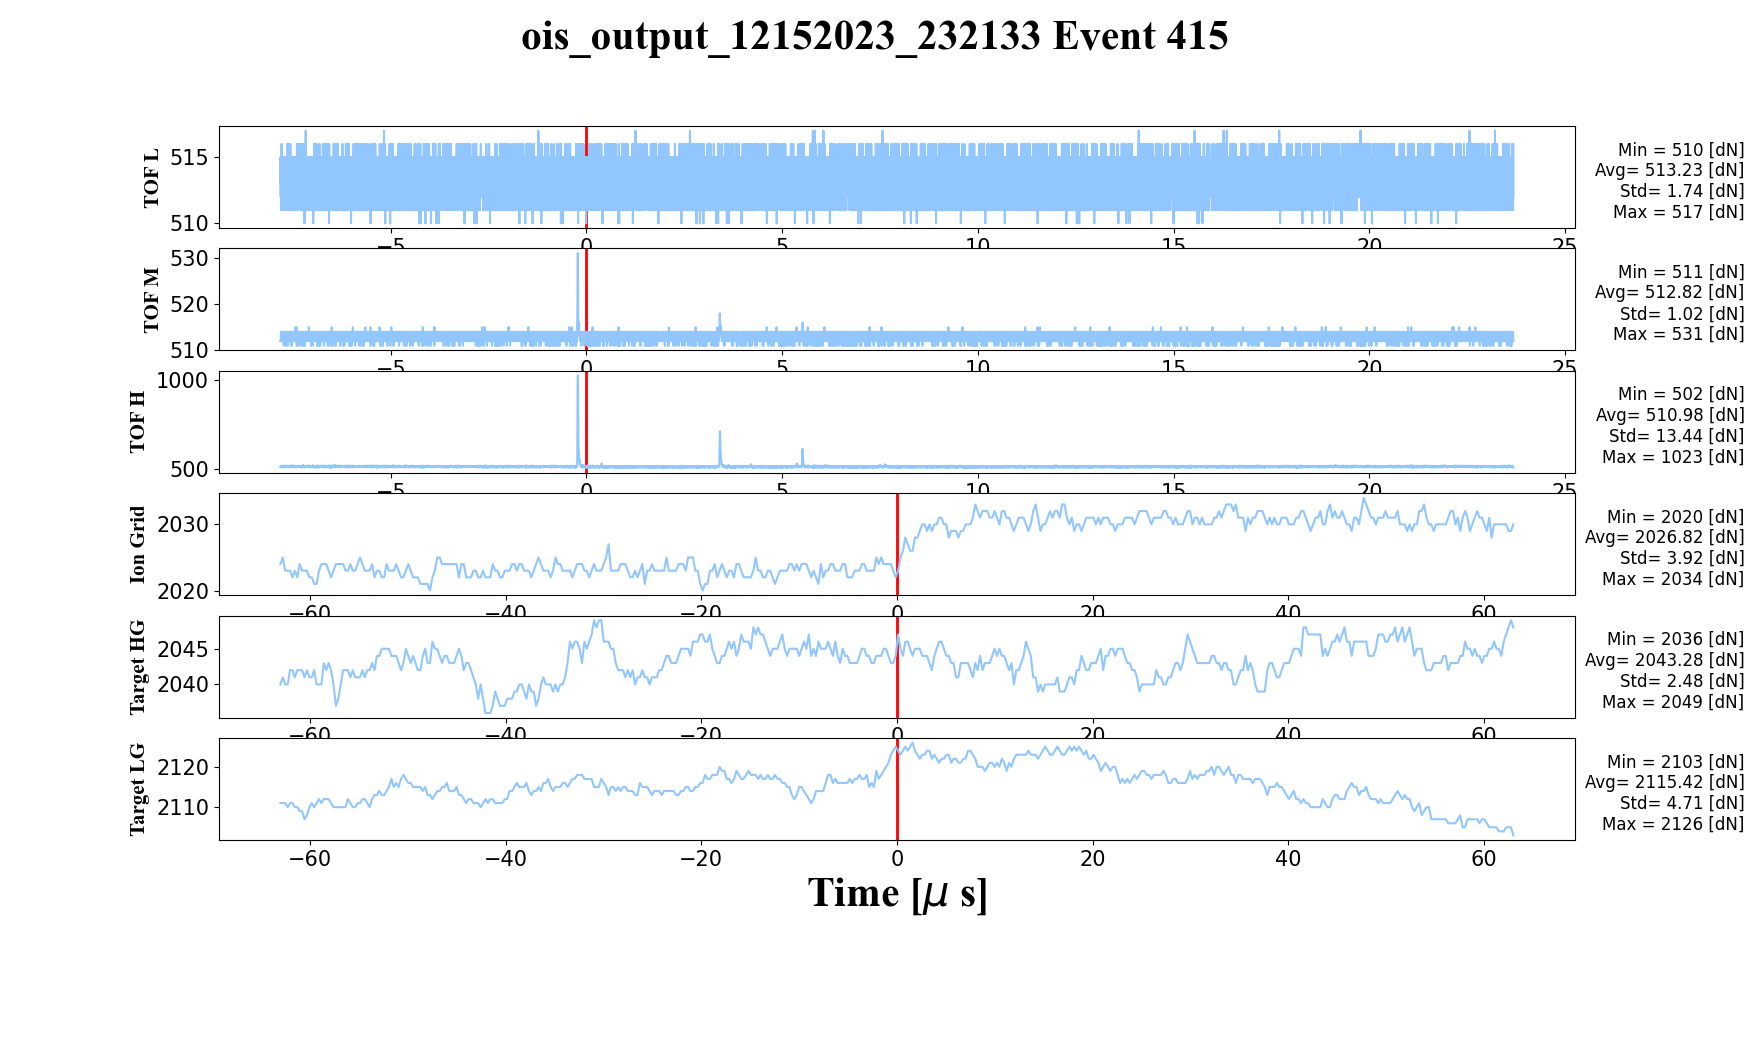 ois_output_12152023_232133 Event 415
TOF L
515
510
−5
0
5
10
15
20
25
Min = 510 [dN]
Avg= 513.23 [dN]
Std= 1.74 [dN]
Max = 517 [dN]
TOF M
530
520
510
−5
0
5
10
15
20
25
Min = 511 [dN]
Avg= 512.82 [dN]
Std= 1.02 [dN]
Max = 531 [dN]
TOF H
1000
500
−5
0
5
10
15
20
25
Min = 502 [dN]
Avg= 510.98 [dN]
Std= 13.44 [dN]
Max = 1023 [dN]
Ion Grid
2030
2020
−60
−40
−20
0
20
40
60
Min = 2020 [dN]
Avg= 2026.82 [dN]
Std= 3.92 [dN]
Max = 2034 [dN]
Target HG
2045
2040
−60
−40
−20
0
20
40
60
Min = 2036 [dN]
Avg= 2043.28 [dN]
Std= 2.48 [dN]
Max = 2049 [dN]
Target LG
2120
2110
−60
−40
−20
0
20
40
60
Min = 2103 [dN]
Avg= 2115.42 [dN]
Std= 4.71 [dN]
Max = 2126 [dN]
Time [μ s]